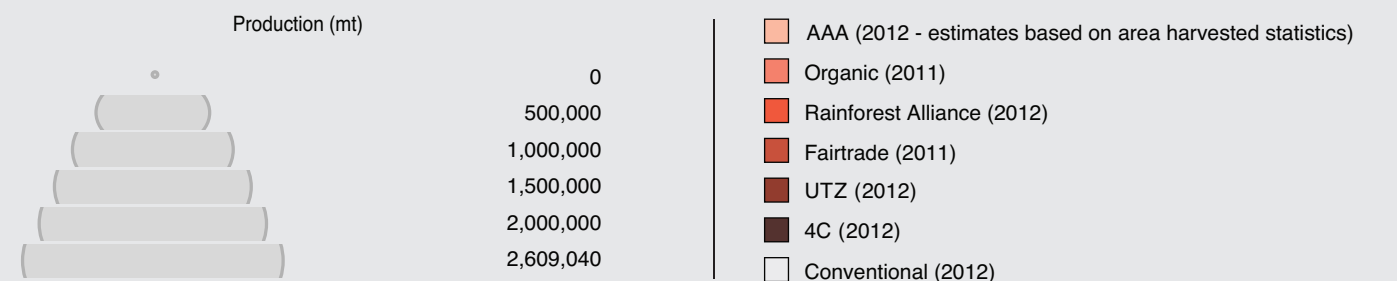 Production (mt)
0
500,000
1,000,000
1,500,000
2,000,000
2,609,040
AAA (2012 - estimates based on area harvested statistics)
Organic (2011)
Rainforest Alliance (2012)
Fairtrade (2011)
UTZ (2012)
4C (2012)
Conventional (2012)